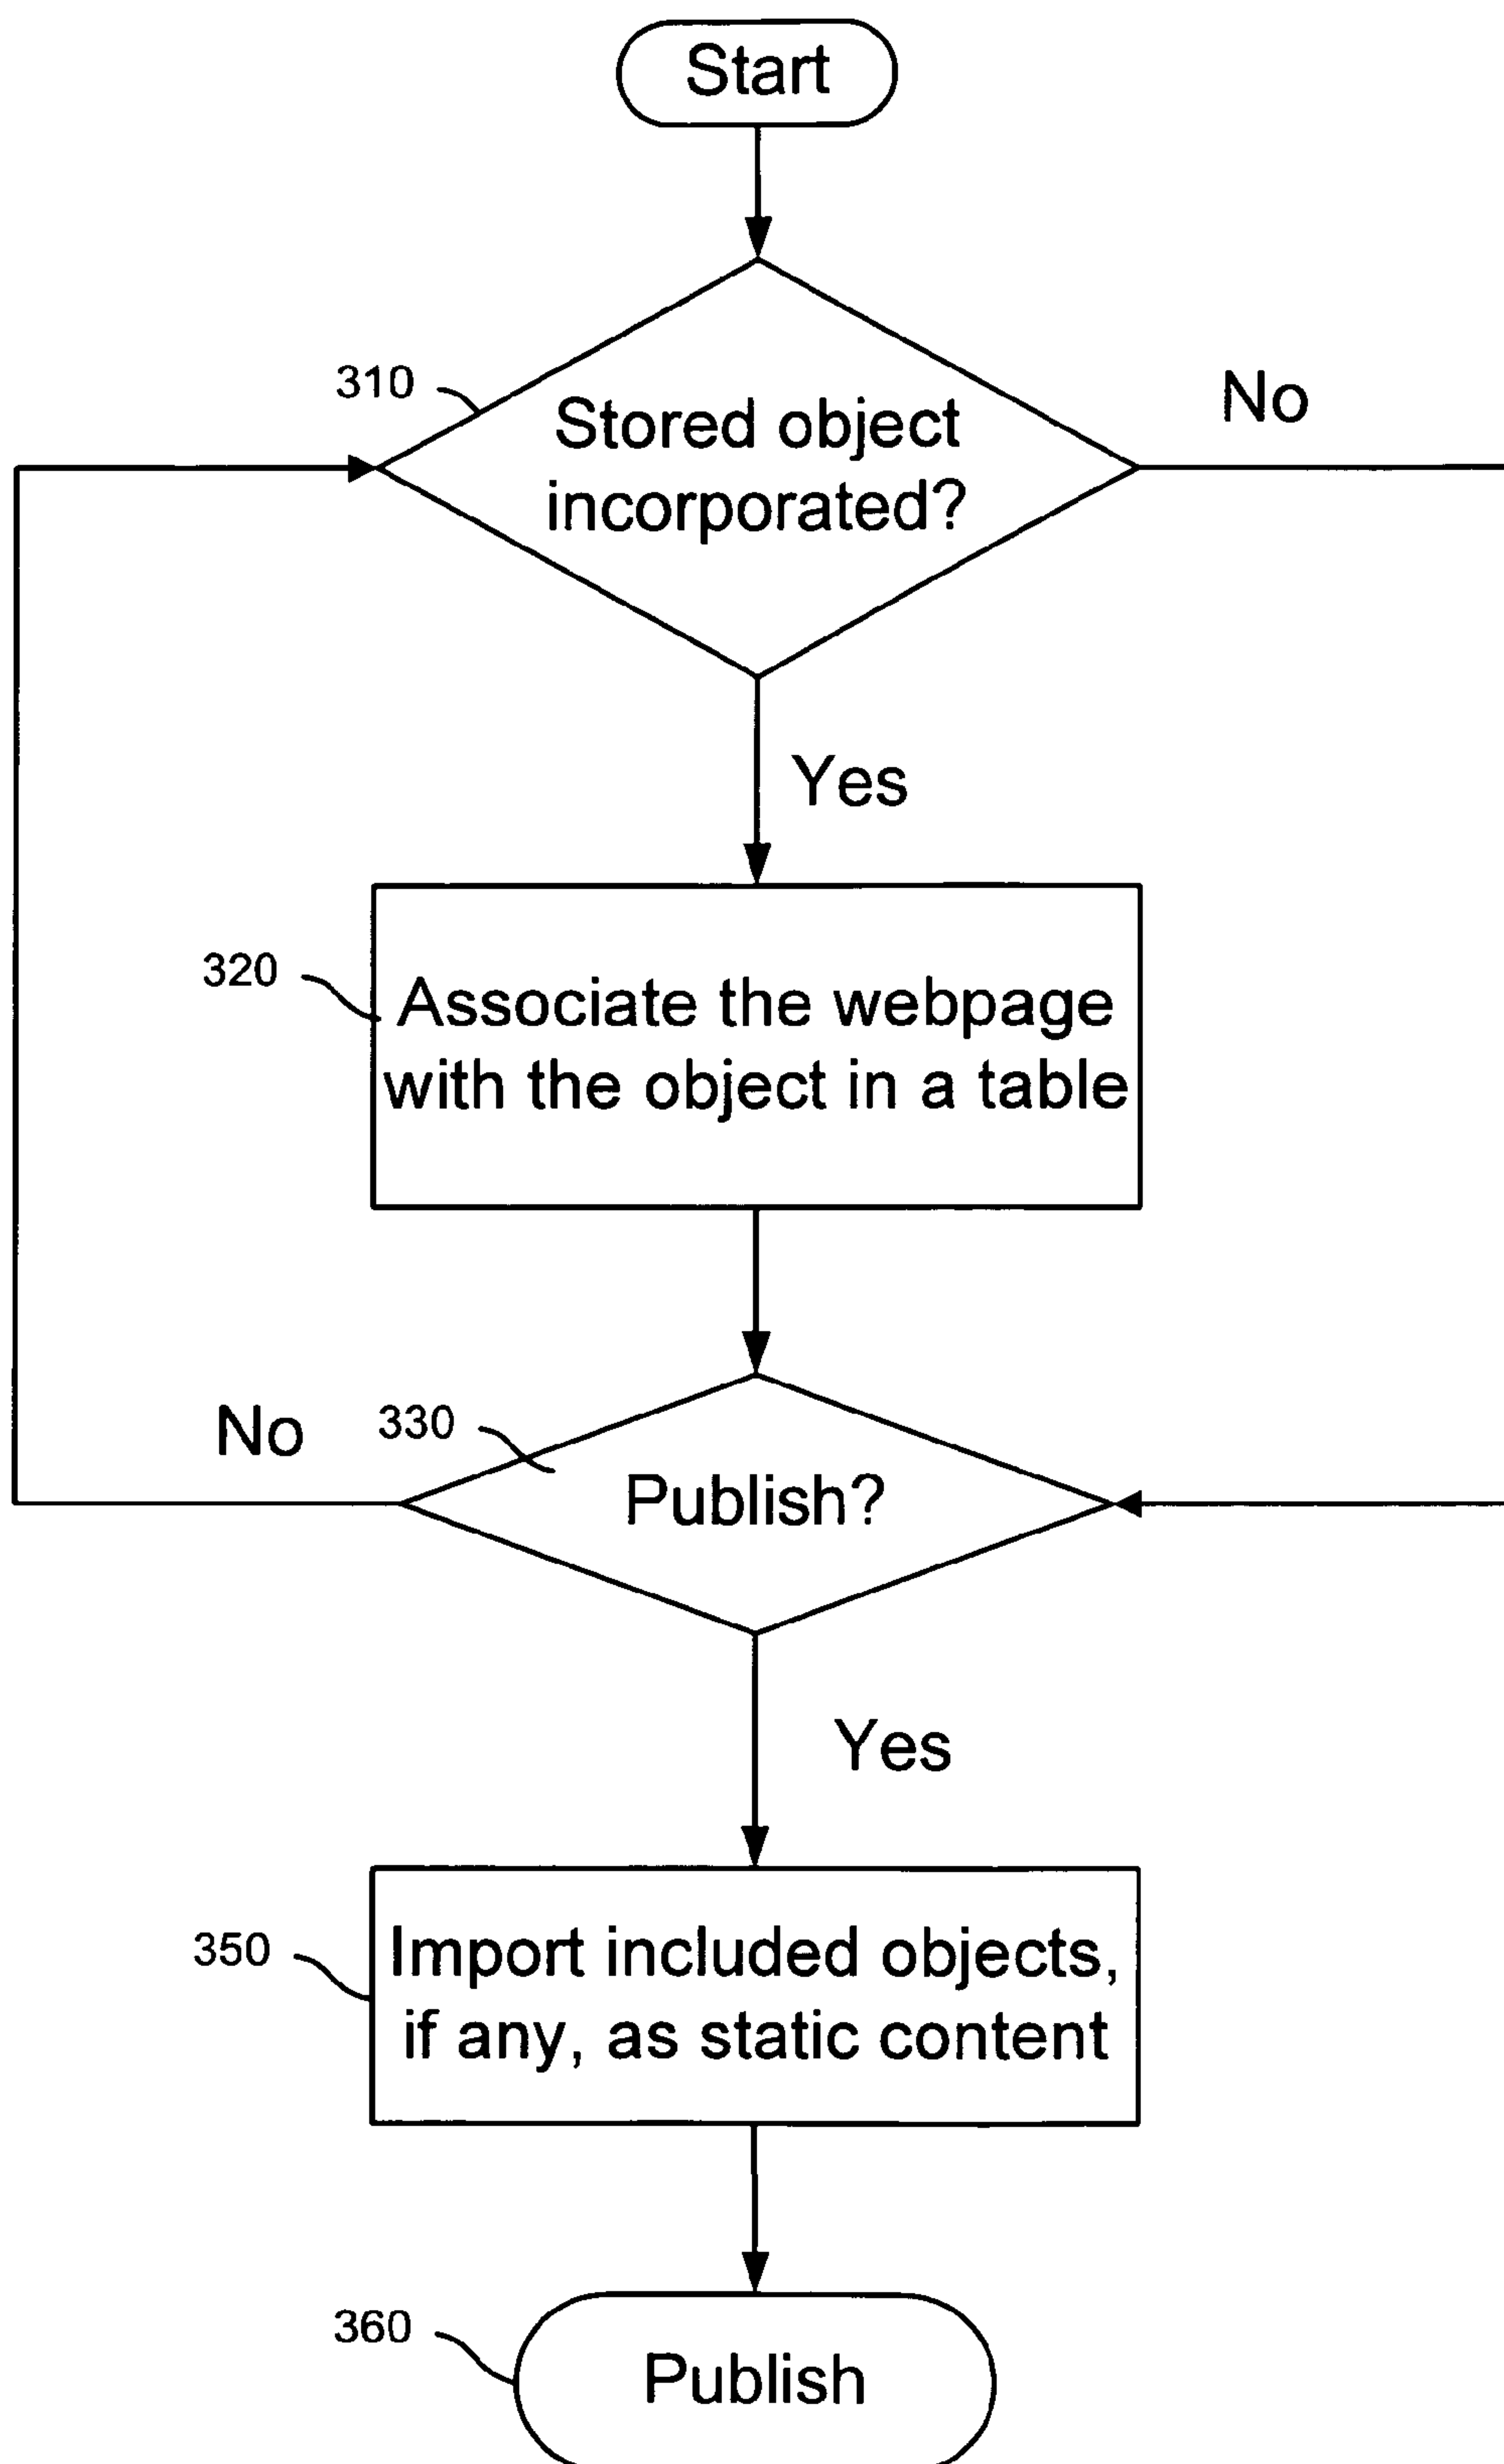 Start
310
Stored object
incorporated?
No
Yes
320
Associate the webpage
with the object in a table
No
330
Publish?
Yes
350
Import included objects,
if any, as static content
360
Publish